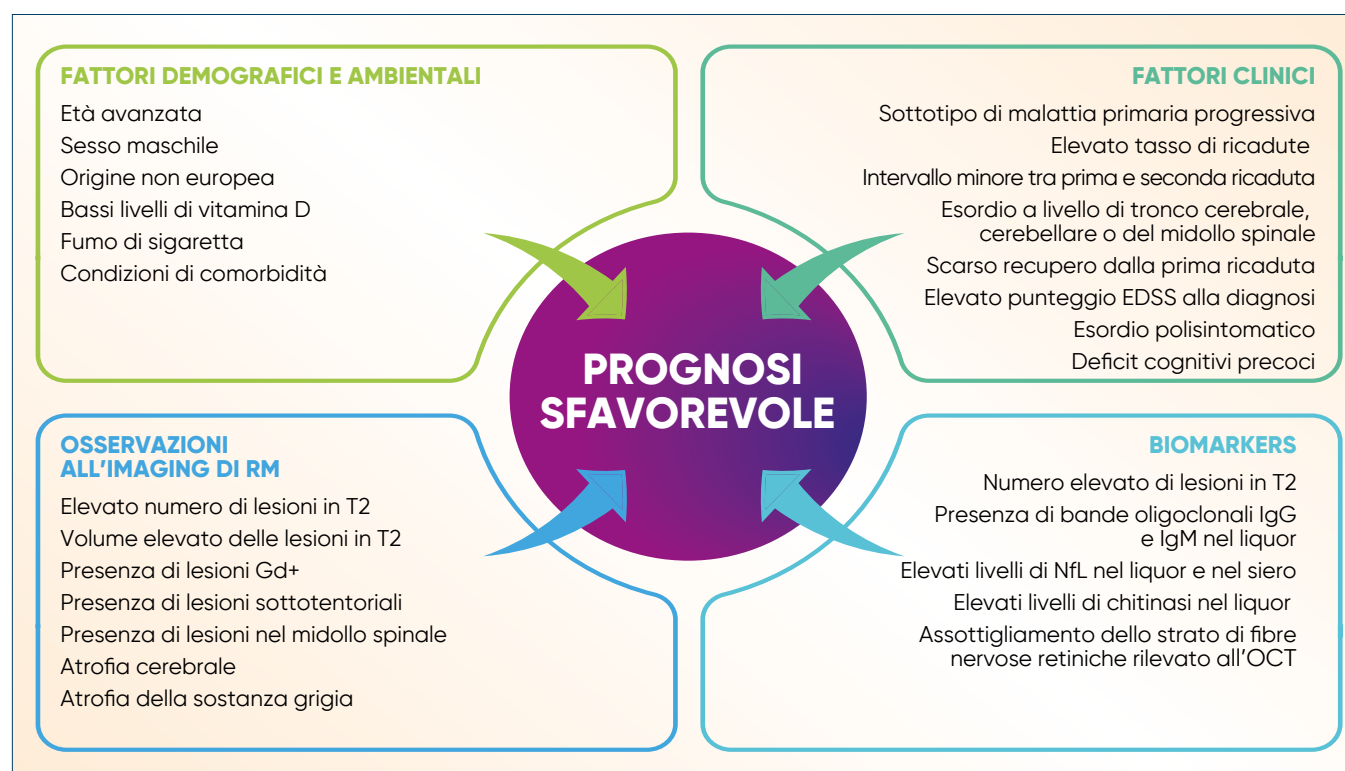 FATTORI DEMOGRAFICI E AMBIENTALI
Età avanzata
Sesso maschile
Origine non europea
Bassi livelli di vitamina D
Fumo di sigaretta
Condizioni di comorbidità
FATTORI CLINICI
Sottotipo di malattia primaria progressiva
Elevato tasso di ricadute
Intervallo minore tra prima e seconda ricaduta
Esordio a livello di tronco cerebrale,
cerebellare o del midollo spinale
Scarso recupero dalla prima ricaduta
Elevato punteggio EDSS alla diagnosi
Esordio polisintomatico
Deficit cognitivi precoci
PROGNOSI
SFAVOREVOLE
OSSERVAZIONI
ALL'IMAGING DI RM
Elevato numero di lesioni in T2
Volume elevato delle lesioni in T2
Presenza di lesioni Gd+
Presenza di lesioni sottotentoriali
Presenza di lesioni nel midollo spinale
Atrofia cerebrale
Atrofia della sostanza grigia
BIOMARKERS
Numero elevato di lesioni in T2
Presenza di bande oligoclonali IgG
e IgM nel liquor
Elevati livelli di NfL nel liquor e nel siero
Elevati livelli di chitinasi nel liquor
Assottigliamento dello strato di fibre
nervose retiniche rilevato all'OCT